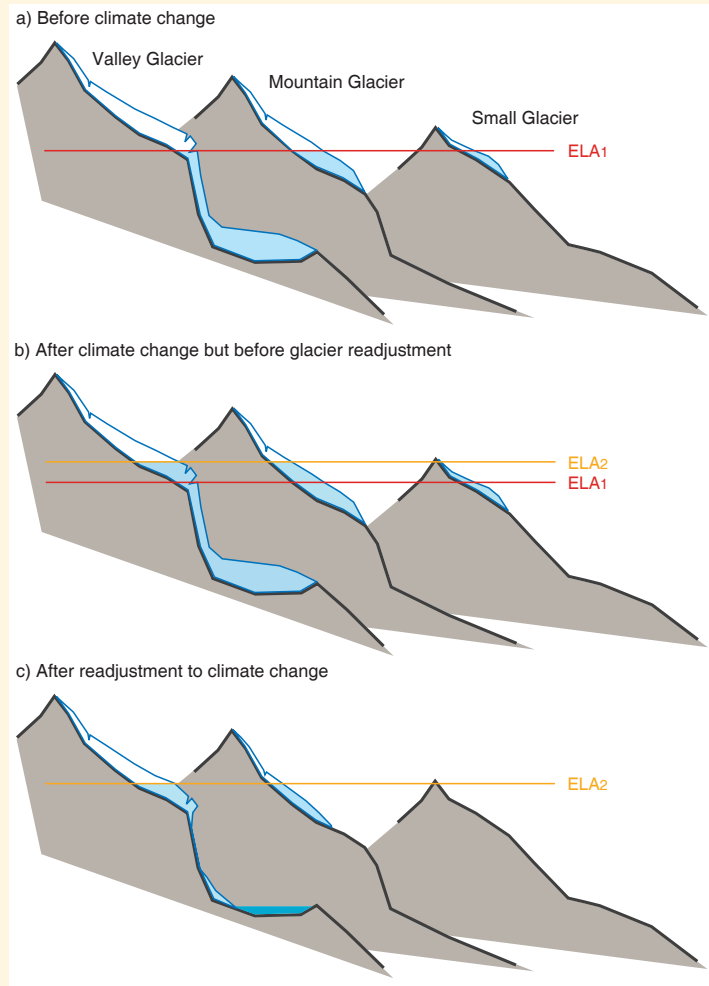 a) Before climate change
Valley Glacier
Mountain Glacier
Small Glacier
ELA1
b) After climate change but before glacier readjustment
ELA2
ELA1
c) After readjustment to climate change
ELA2